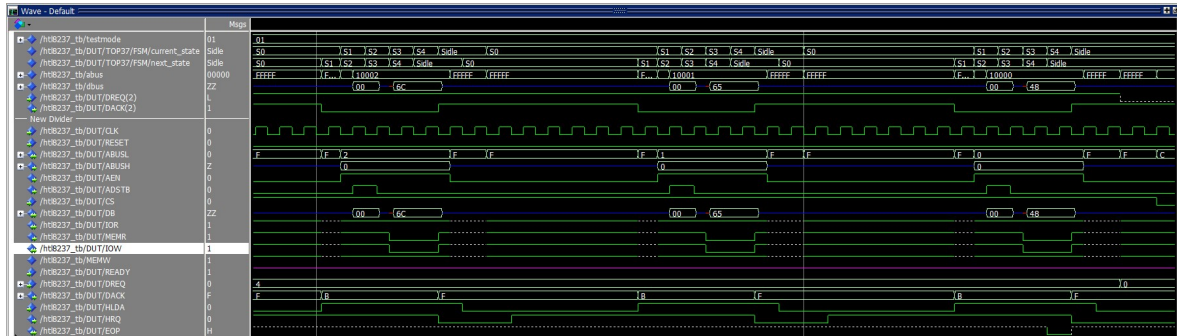 Wave - Default
Msgs
/htl8237_tb/testmode 01 01
/htl8237_tb/DUT/TOP37/FSM/current_state Sidle S0 S1 S2 S3 S4 Sidle S0 S1 S2 S3 S4 Sidle S0 S1 S2 S3 S4 Sidle
/htl8237_tb/DUT/TOP37/FSM/next_state Sidle S0 S1 S2 S3 S4 Sidle S0 S1 S2 S3 S4 Sidle S0 S1 S2 S3 S4 Sidle
/htl8237_tb/abus 00000 FFFFF F... 10002 FFFFF FFFFF F... 10001 FFFFF FFFFF F... 10000 FFFFF FFFFF
/htl8237_tb/dbus ZZ 00 6C 00 65 00 48
/htl8237_tb/DUT/DREQ(2) L
/htl8237_tb/DUT/DACK(2) 1
New Divider
/htl8237_tb/DUT/CLK 0
/htl8237_tb/DUT/RESET 0
/htl8237_tb/DUT/ABUSL 0 F F 2 F F F 1 F F F 0 F F C
/htl8237_tb/DUT/ABUSH Z 0 0 0
/htl8237_tb/DUT/AEN 0
/htl8237_tb/DUT/ADSTB 0
/htl8237_tb/DUT/CS 0
/htl8237_tb/DUT/DB ZZ 00 6C 00 65 00 48
/htl8237_tb/DUT/IOR 1
/htl8237_tb/DUT/MEMR 1
/htl8237_tb/DUT/IOW 1
/htl8237_tb/MEMW 1
/htl8237_tb/DUT/READY 1
/htl8237_tb/DUT/DREQ 0 4 0
/htl8237_tb/DUT/DACK F F B F B F B F
/htl8237_tb/DUT/HLDA 0
/htl8237_tb/DUT/HRQ 0
/htl8237_tb/DUT/EOP H